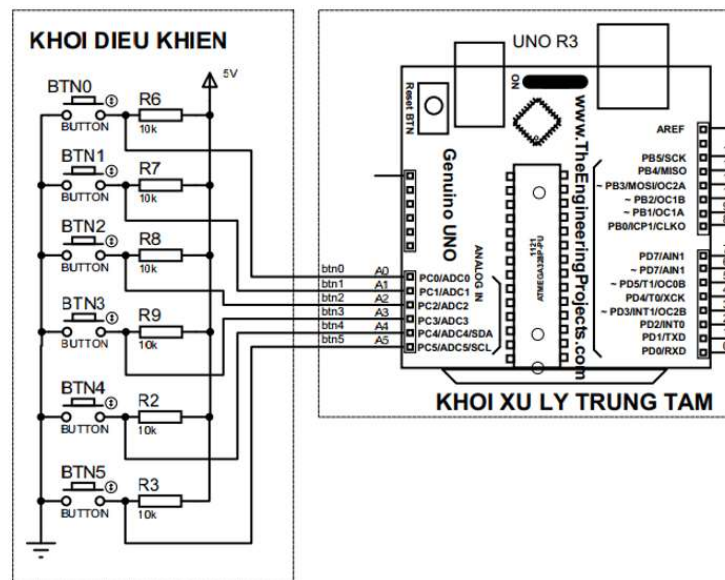 KHOI DIEU KHIEN
5V
BTN0
R6
BUTTON
10k
BTN1
R7
BUTTON
10k
BTN2
R8
BUTTON
10k
BTN3
R9
BUTTON
10k
BTN4
R2
BUTTON
10k
BTN5
R3
BUTTON
10k
btn0 A0
btn1 A1
btn2 A2
btn3 A3
btn4 A4
btn5 A5
UNO R3
ON
Reset BTN
Genuino UNO
www.TheEngineeringProjects.com
ANALOG IN
ATMEGA328P-PU
1121
PC0/ADC0
PC1/ADC1
PC2/ADC2
PC3/ADC3
PC4/ADC4/SDA
PC5/ADC5/SCL
AREF
PB5/SCK
PB4/MISO
~ PB3/MOSI/OC2A
~ PB2/OC1B
~ PB1/OC1A
PB0/ICP1/CLKO
PD7/AIN1
~ PD7/AIN1
~ PD5/T1/OC0B
PD4/T0/XCK
~ PD3/INT1/OC2B
PD2/INT0
PD1/TXD
PD0/RXD
KHOI XU LY TRUNG TAM